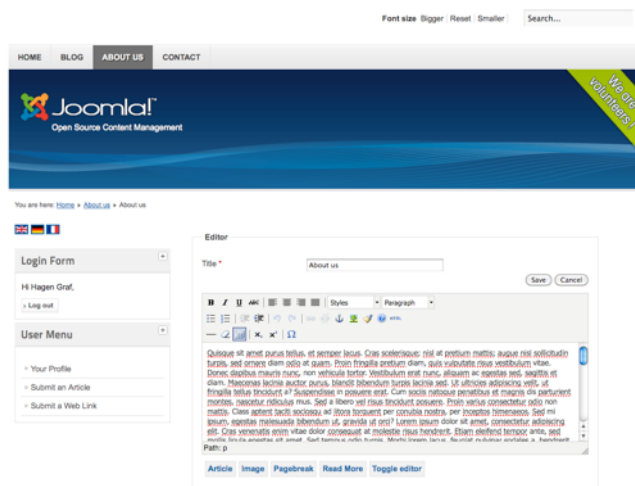 Font size Bigger Reset Smaller Search...
HOME BLOG ABOUT US CONTACT
We are volunteers!
Joomla!™
Open Source Content Management
You are here: Home » About us » About us
Login Form
Hi Hagen Graf,
Log out
User Menu
Your Profile
Submit an Article
Submit a Web Link
Editor
Title * About us
Save Cancel
B I U ABC Styles Paragraph
HTML
x₂ x² Ω
Quisque sit amet purus tellus, et semper lacus. Cras scelerisque; nisl at pretium mattis; augue nisl sollicitudin
turpis, sed ornare diam odio at quam. Proin fringilla pretium diam, quis vulputate risus vestibulum vitae.
Donec dapibus mauris nunc, non vehicula tortor. Vestibulum erat nunc, aliquam ac egestas sed, sagittis et
diam. Maecenas lacinia auctor purus, blandit bibendum turpis lacinia sed. Ut ultricies adipiscing velit, ut
fringilla tellus tincidunt a? Suspendisse in posuere erat. Cum sociis natoque penatibus et magnis dis parturient
montes, nascetur ridiculus mus. Sed a libero vel risus tincidunt posuere. Proin varius consectetur odio non
mattis. Class aptent taciti sociosqu ad litora torquent per conubia nostra, per inceptos himenaeos. Sed mi
ipsum, egestas malesuada bibendum ut, gravida ut orci? Lorem ipsum dolor sit amet, consectetur adipiscing
elit. Cras venenatis enim vitae dolor consequat at molestie risus hendrerit. Etiam eleifend tempor ante, sed
Path: p
Article Image Pagebreak Read More Toggle editor